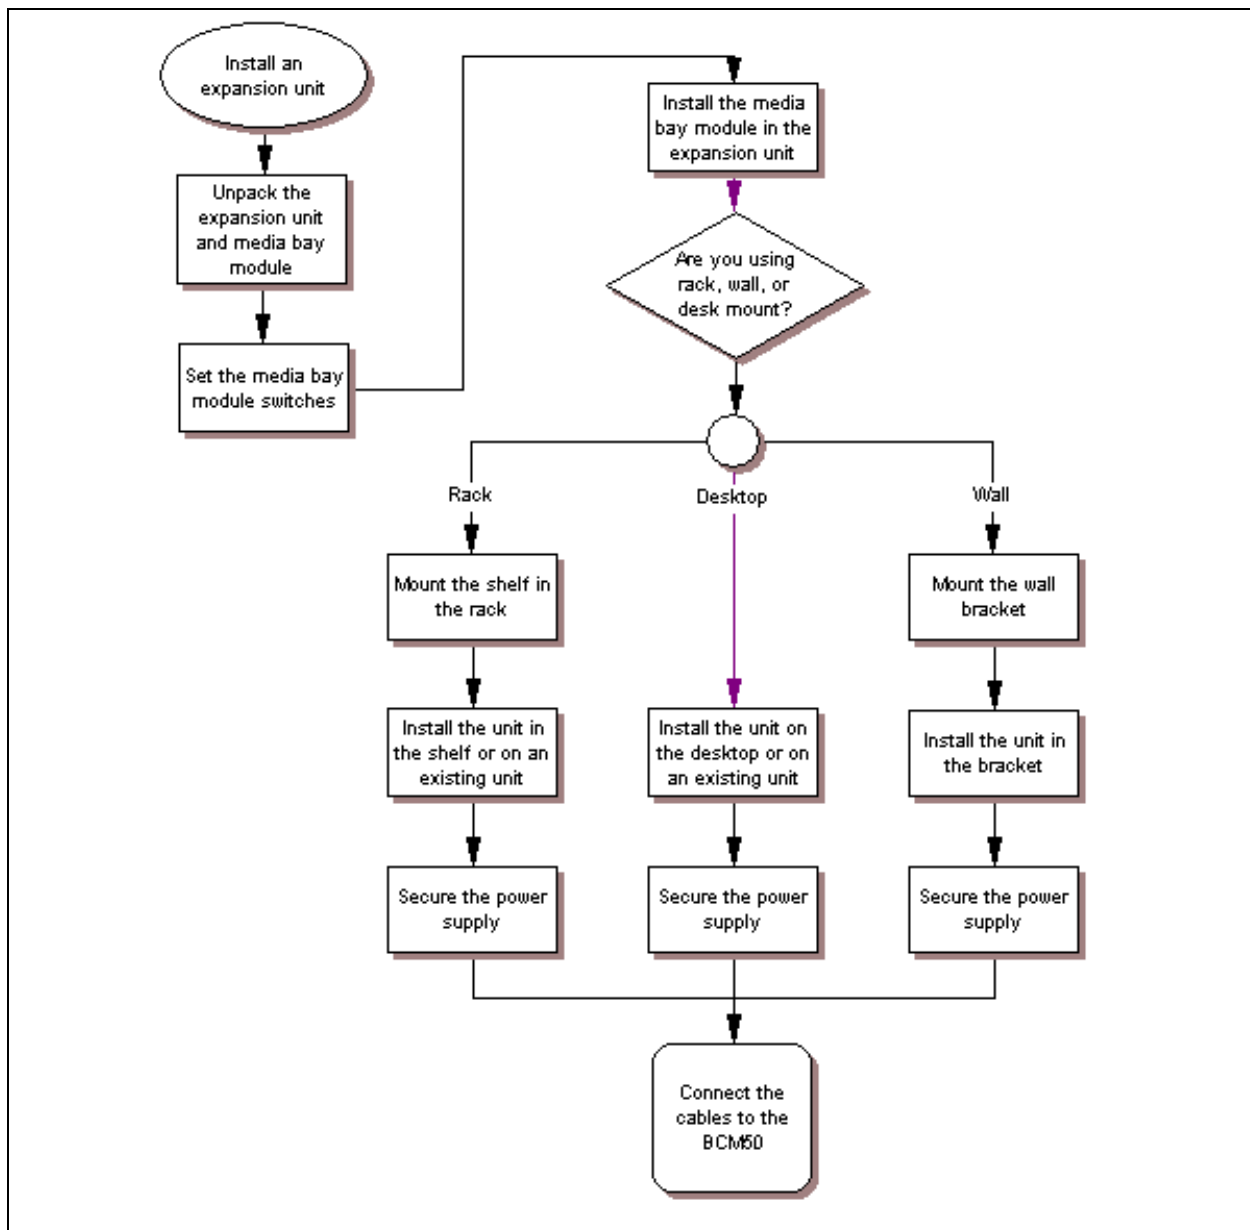 Install an
expansion unit
Unpack the
expansion unit
and media bay
module
Set the media bay
module switches
Install the media
bay module in the
expansion unit
Are you using
rack, wall, or
desk mount?
Rack
Desktop
Wall
Mount the shelf in
the rack
Mount the wall
bracket
Install the unit in
the shelf or on an
existing unit
Install the unit on
the desktop or on
an existing unit
Install the unit in
the bracket
Secure the power
supply
Secure the power
supply
Secure the power
supply
Connect the
cables to the
BCM50